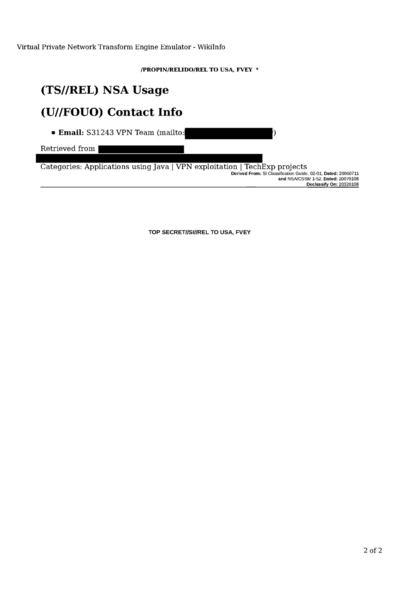 Virtual Private Network Transform Engine Emulator - WikiInfo
/PROPIN/RELIDO/REL TO USA, FVEY *
(TS//REL) NSA Usage
(U//FOUO) Contact Info
▪ Email: S31243 VPN Team (mailto: )
Retrieved from
Categories: Applications using Java | VPN exploitation | TechExp projects
Derived From: SI Classification Guide, 02-01, Dated: 20060711
and NSA/CSSM 1-52, Dated: 20070108
Declassify On: 20320108
TOP SECRET//SI//REL TO USA, FVEY
2 of 2